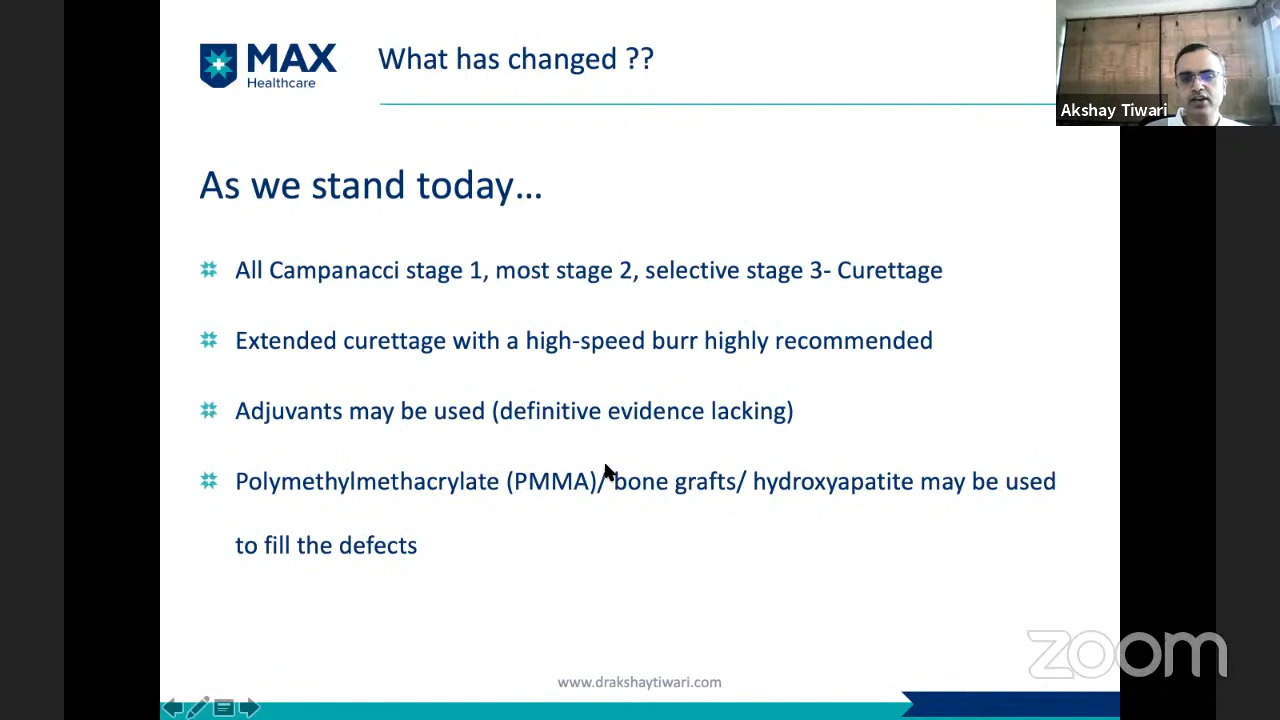 MAX
Healthcare
What has changed ??
Akshay Tiwari
As we stand today...
All Campanacci stage 1, most stage 2, selective stage 3- Curettage
Extended curettage with a high-speed burr highly recommended
Adjuvants may be used (definitive evidence lacking)
Polymethylmethacrylate (PMMA)/ bone grafts/ hydroxyapatite may be used
to fill the defects
zoom
www.drakshaytiwari.com